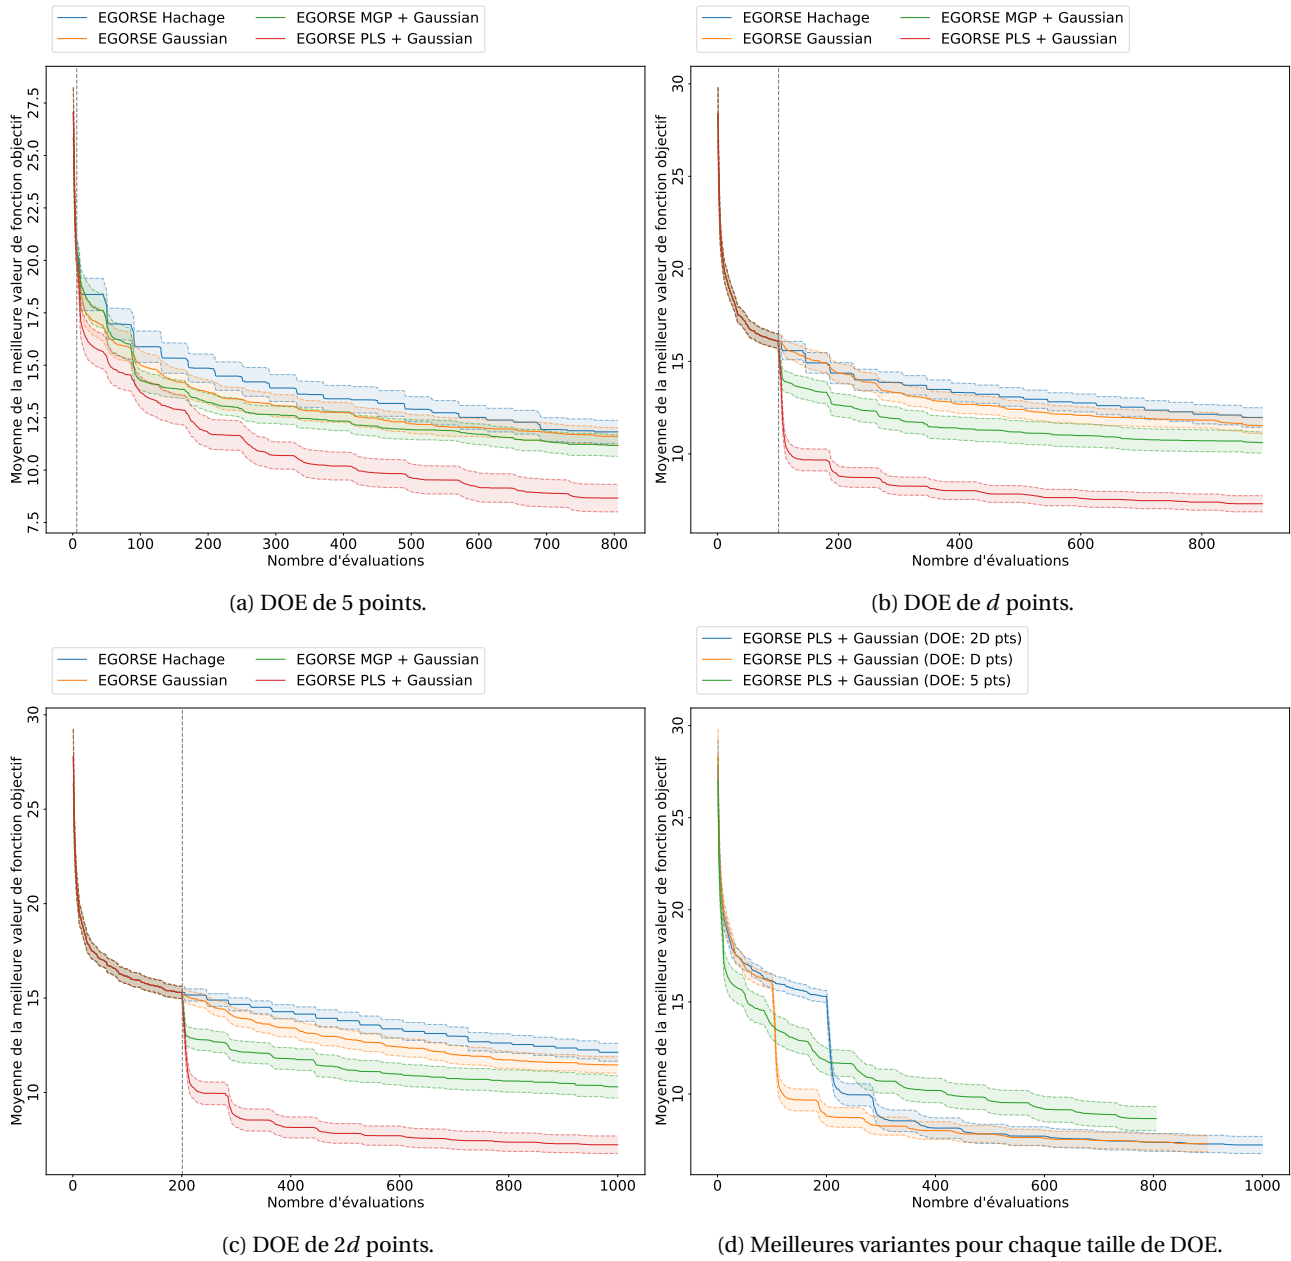 EGORSE Hachage
EGORSE Gaussian
EGORSE MGP + Gaussian
EGORSE PLS + Gaussian
Moyenne de la meilleure valeur de fonction objectif
27.5
25.0
22.5
20.0
17.5
15.0
12.5
10.0
7.5
0 100 200 300 400 500 600 700 800
Nombre d'évaluations
(a) DOE de 5 points.
EGORSE Hachage
EGORSE Gaussian
EGORSE MGP + Gaussian
EGORSE PLS + Gaussian
Moyenne de la meilleure valeur de fonction objectif
30
25
20
15
10
0 200 400 600 800
Nombre d'évaluations
(b) DOE de d points.
EGORSE Hachage
EGORSE Gaussian
EGORSE MGP + Gaussian
EGORSE PLS + Gaussian
Moyenne de la meilleure valeur de fonction objectif
30
25
20
15
10
0 200 400 600 800 1000
Nombre d'évaluations
(c) DOE de 2d points.
EGORSE PLS + Gaussian (DOE: 2D pts)
EGORSE PLS + Gaussian (DOE: D pts)
EGORSE PLS + Gaussian (DOE: 5 pts)
Moyenne de la meilleure valeur de fonction objectif
30
25
20
15
10
0 200 400 600 800 1000
Nombre d'évaluations
(d) Meilleures variantes pour chaque taille de DOE.